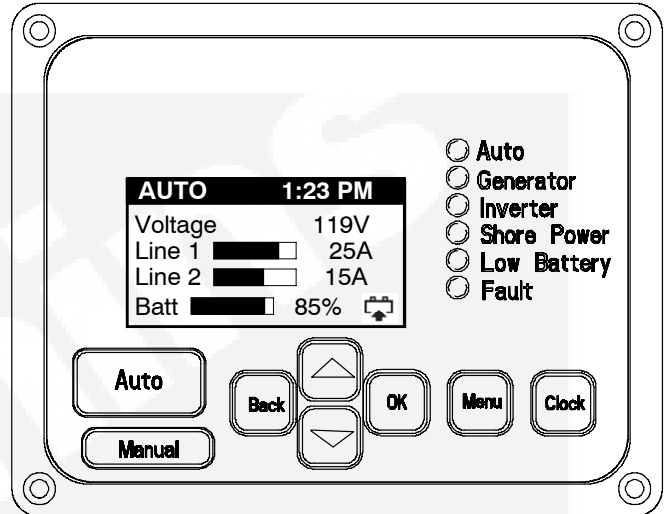 AUTO 1:23 PM
Voltage 119V
Line 1 25A
Line 2 15A
Batt 85%
Auto
Generator
Inverter
Shore Power
Low Battery
Fault
Auto
Manual
Back
OK
Menu
Clock